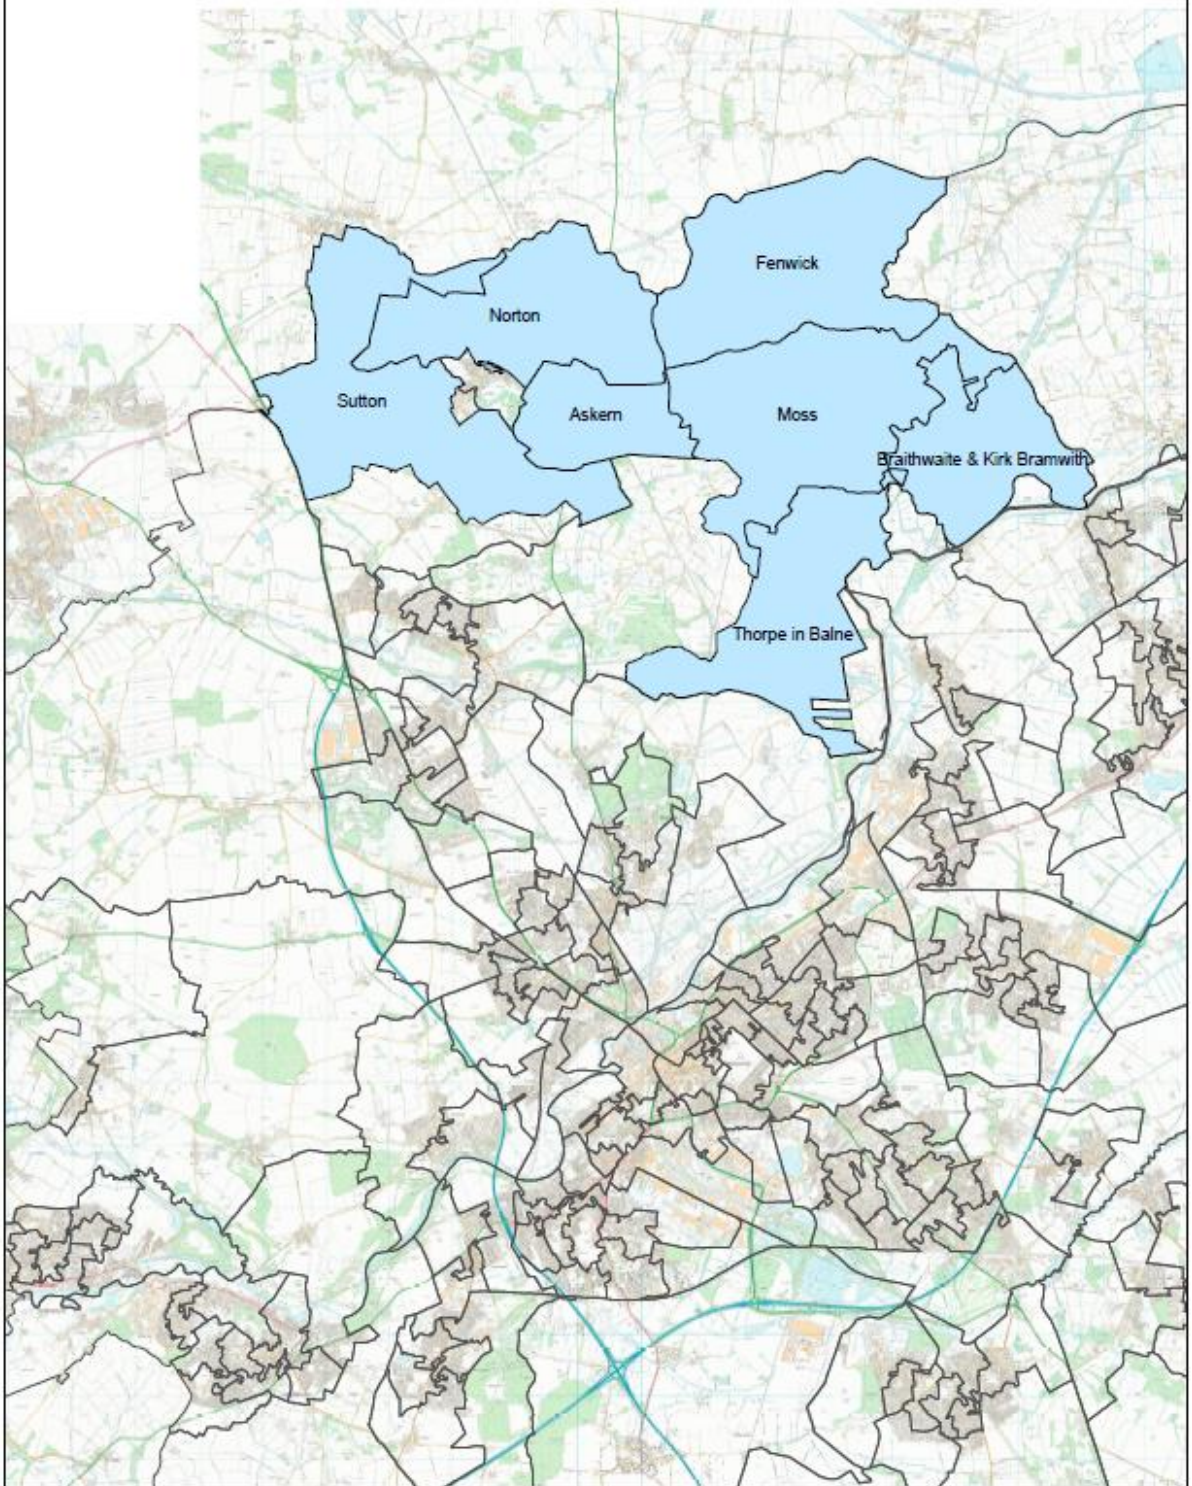 Fenwick
Norton
Sutton
Askern
Moss
Braithwaite & Kirk Bramwith
Thorpe in Balne